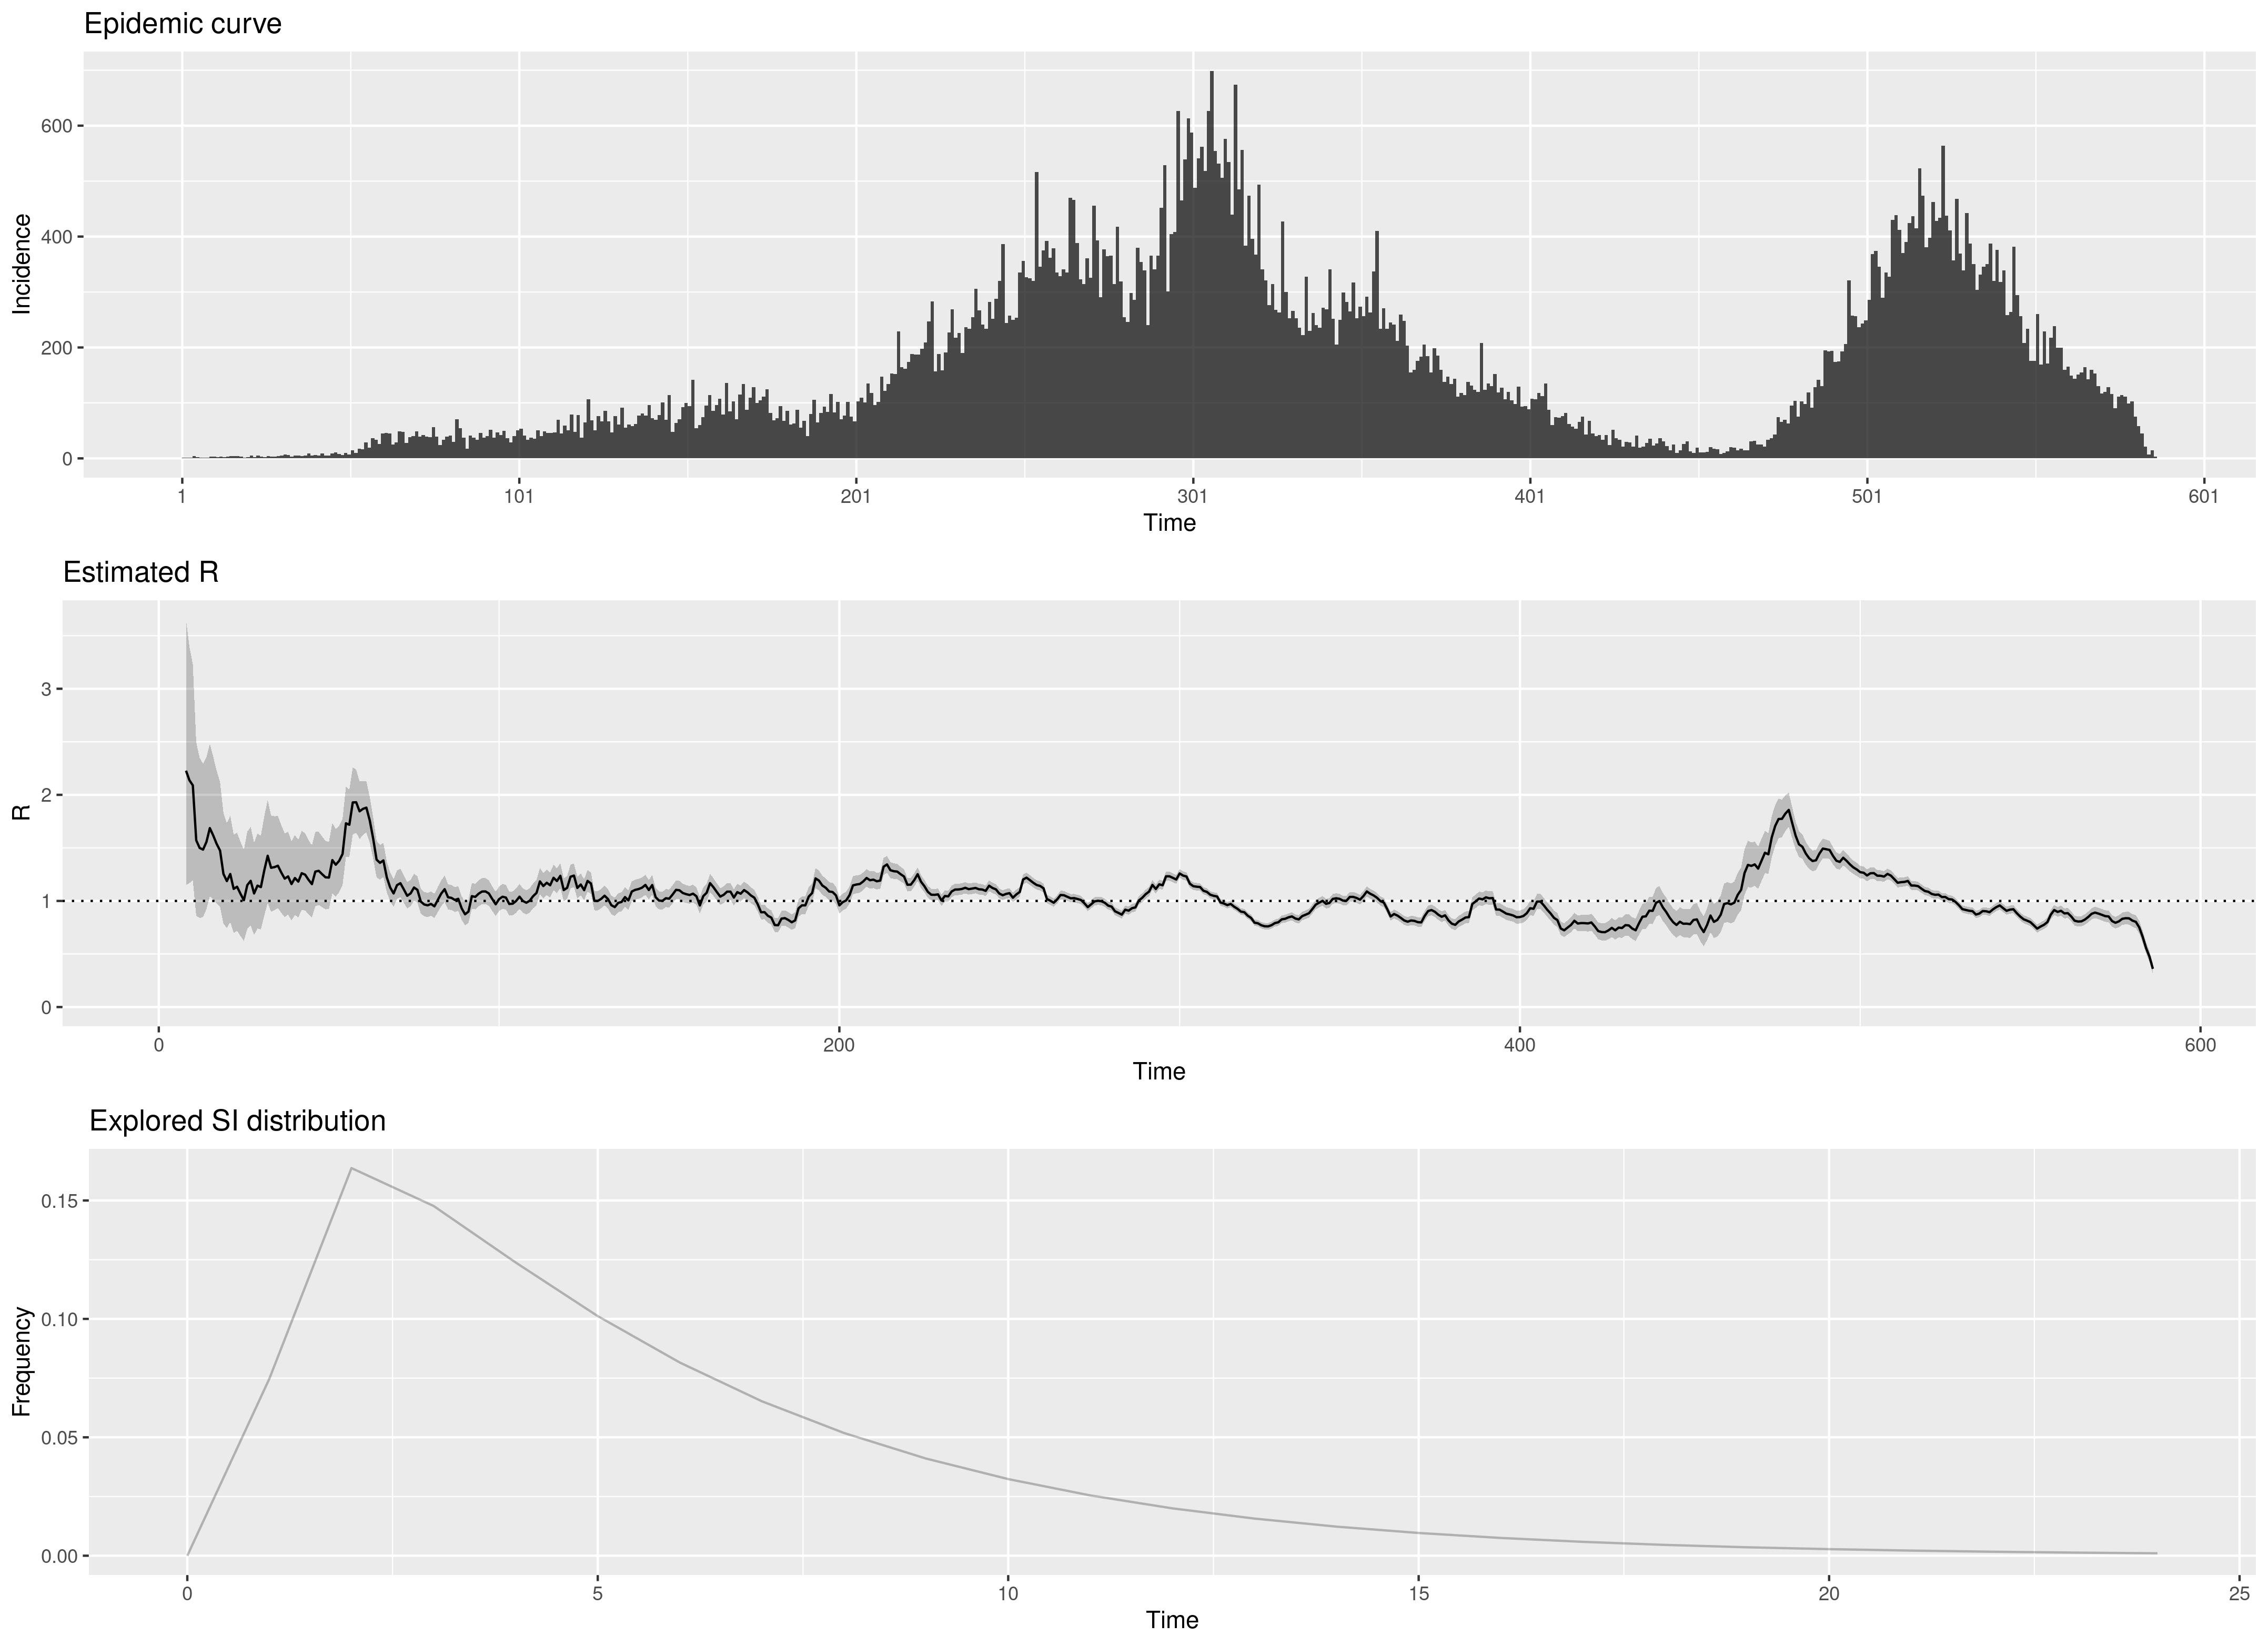 Epidemic curve
Incidence
600
400
200
0
1 101 201 301 401 501 601
Time
Estimated R
R
3
2
1
0
0 200 400 600
Time
Explored SI distribution
Frequency
0.15
0.10
0.05
0.00
0 5 10 15 20 25
Time